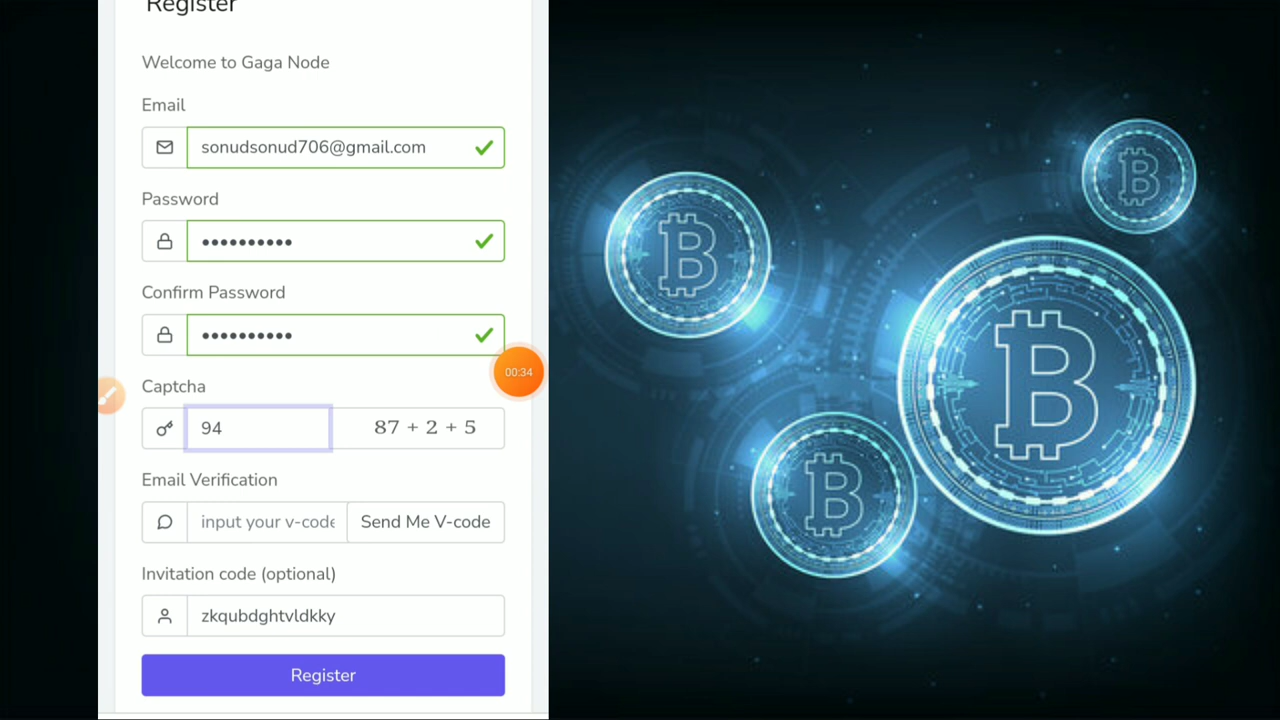 Register
Welcome to Gaga Node
Email
sonudsonud706@gmail.com
Password
••••••••••
Confirm Password
••••••••••
00:34
Captcha
94
87 + 2 + 5
Email Verification
input your v-code
Send Me V-code
Invitation code (optional)
zkqubdghtvldkky
Register